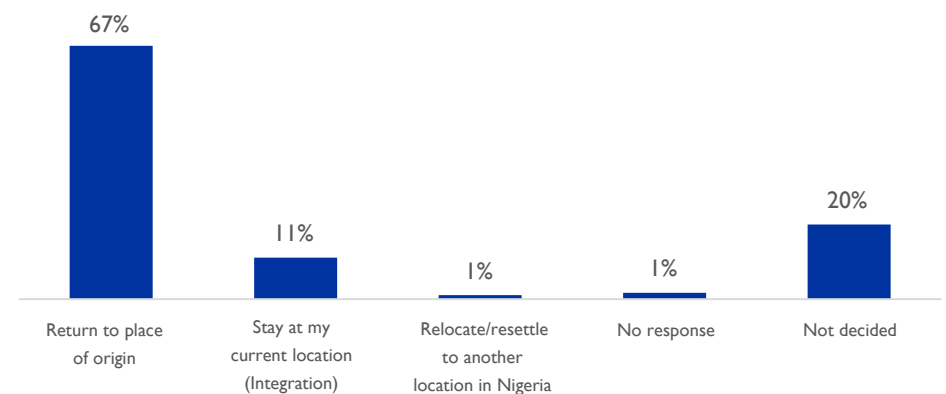 67%
11%
1%
1%
20%
Return to place
of origin
Stay at my
current location
(Integration)
Relocate/resettle
to another
location in Nigeria
No response
Not decided